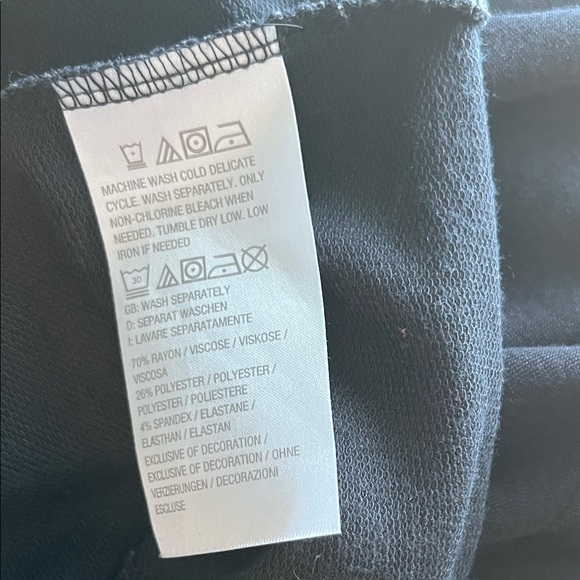 MACHINE WASH COLD DELICATE
CYCLE. WASH SEPARATELY. ONLY
NON-CHLORINE BLEACH WHEN
NEEDED. TUMBLE DRY LOW. LOW
IRON IF NEEDED
30
GB: WASH SEPARATELY
D: SEPARAT WASCHEN
I: LAVARE SEPARATAMENTE
70% RAYON / VISCOSE / VISKOSE /
VISCOSA
26% POLYESTER / POLYESTER /
POLYESTER / POLIESTERE
4% SPANDEX / ELASTANE /
ELASTHAN / ELASTAN
EXCLUSIVE OF DECORATION /
EXCLUSIVE OF DECORATION / OHNE
VERZIERUNGEN / DECORAZIONI
ESCLUSE